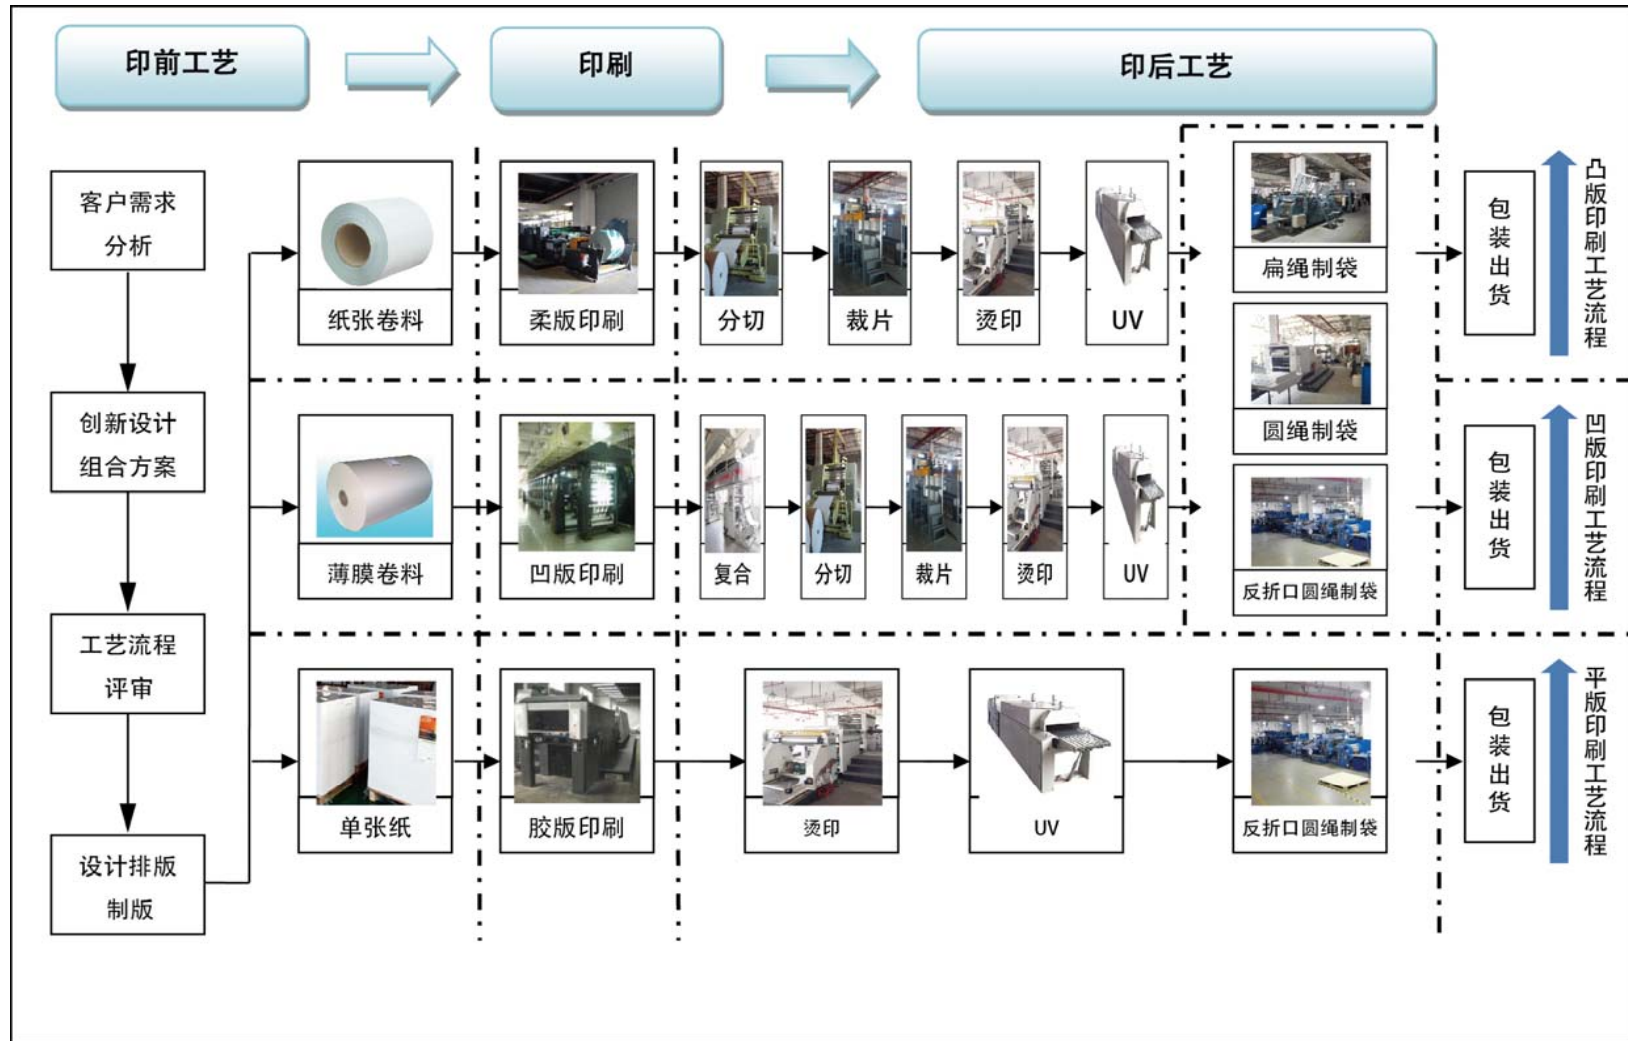 印前工艺
印刷
印后工艺
客户需求
分析
创新设计
组合方案
工艺流程
评审
设计排版
制版
纸张卷料
柔版印刷
分切
裁片
烫印
UV
扁绳制袋
圆绳制袋
反折口圆绳制袋
包装出货
凸版印刷工艺流程
薄膜卷料
凹版印刷
复合
分切
裁片
烫印
UV
包装出货
凹版印刷工艺流程
单张纸
胶版印刷
烫印
UV
反折口圆绳制袋
包装出货
平版印刷工艺流程